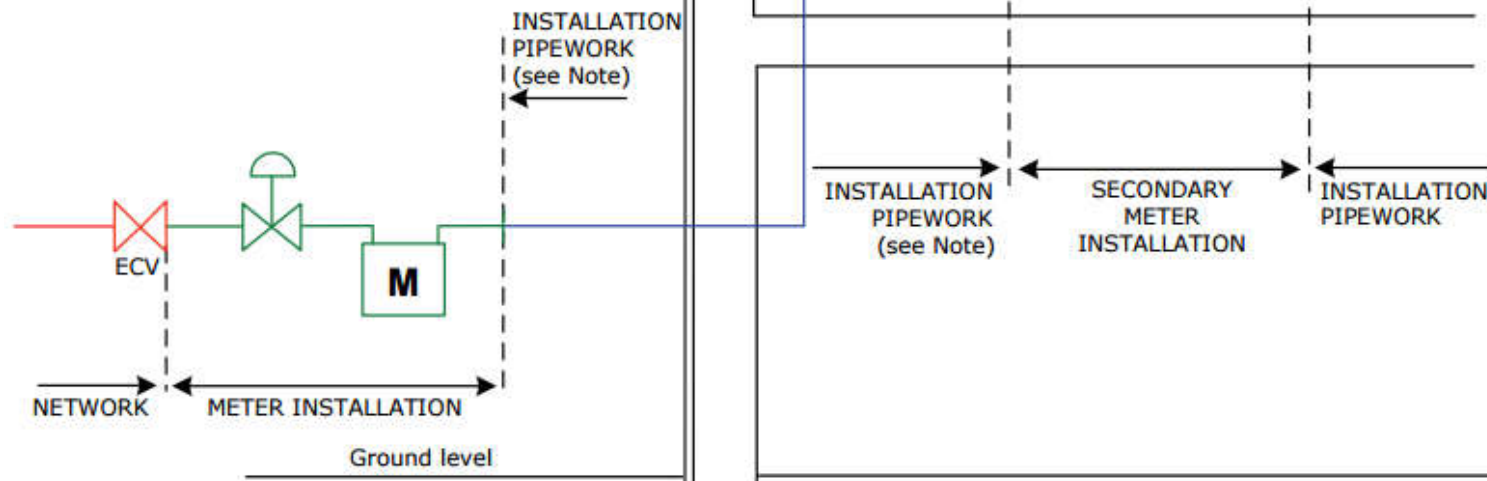 INSTALLATION
PIPEWORK
(see Note)
ECV
M
NETWORK
METER INSTALLATION
Ground level
INSTALLATION
PIPEWORK
(see Note)
SECONDARY
METER
INSTALLATION
INSTALLATION
PIPEWORK